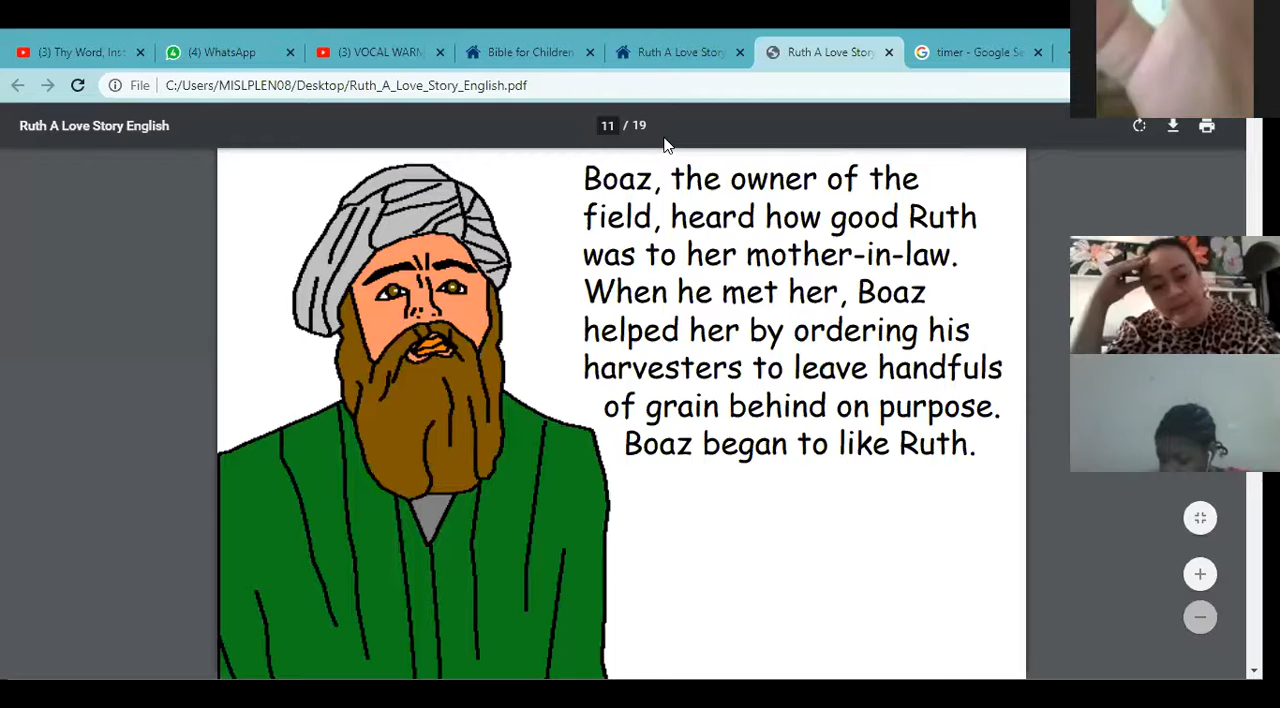 (3) Thy Word, Ins
(4) WhatsApp
(3) VOCAL WARM
Bible for Children
Ruth A Love Story
Ruth A Love Story
timer - Google Se
File
C:/Users/MISLPLEN08/Desktop/Ruth_A_Love_Story_English.pdf
Ruth A Love Story English
11 / 19
Boaz, the owner of the
field, heard how good Ruth
was to her mother-in-law.
When he met her, Boaz
helped her by ordering his
harvesters to leave handfuls
of grain behind on purpose.
Boaz began to like Ruth.